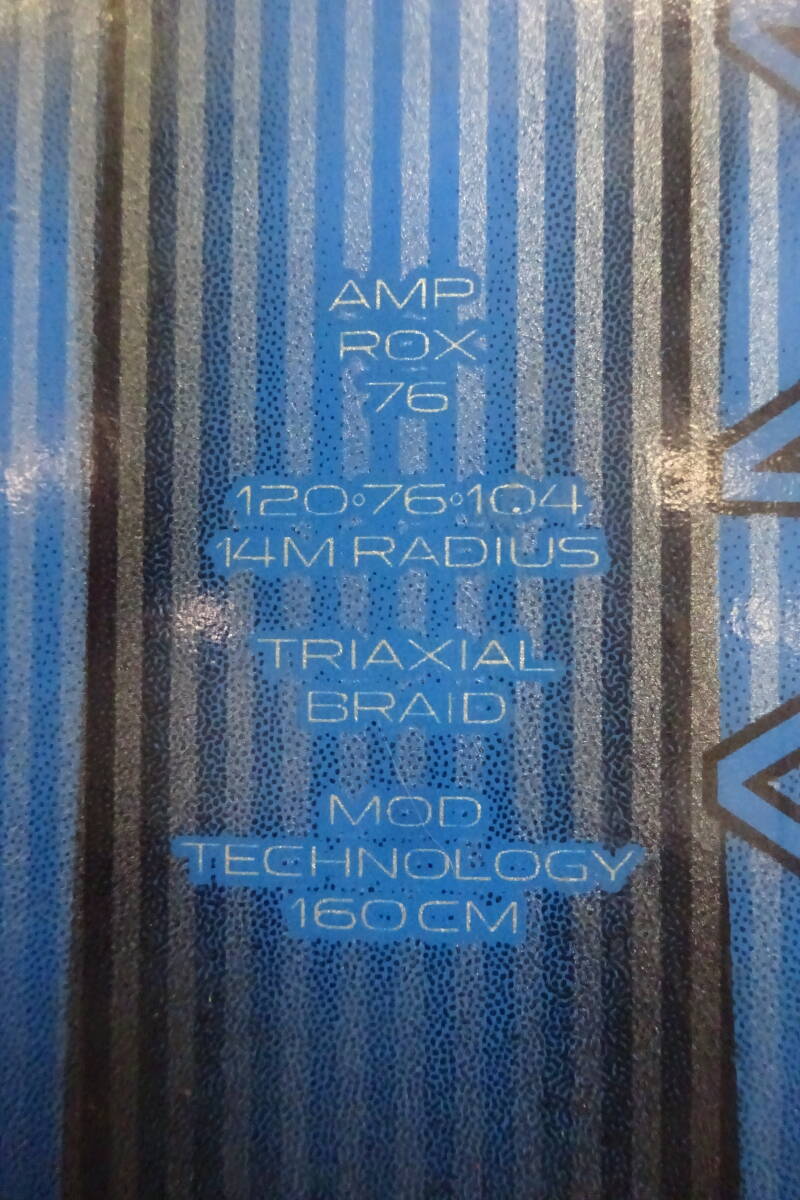 AMP
ROX
76
120°76°104
14M RADIUS
TRIAXIAL
BRAID
MOD
TECHNOLOGY
160CM